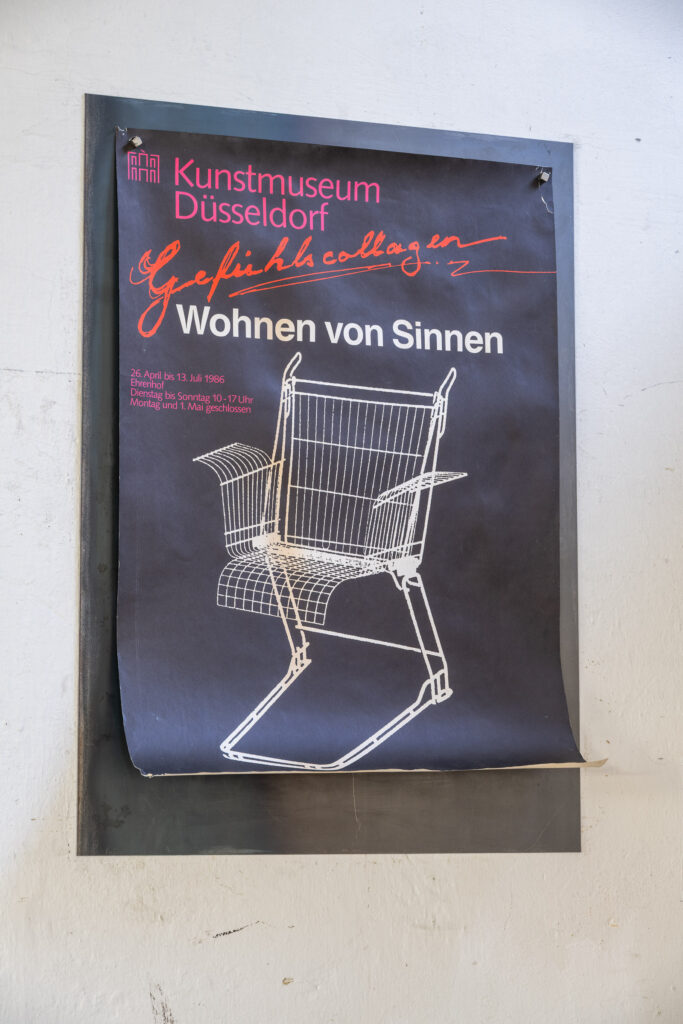 Kunstmuseum
Düsseldorf
Gefühlscollagen
Wohnen von Sinnen
26. April bis 13. Juli 1986
Ehrenhof
Dienstag bis Sonntag 10-17 Uhr
Montag und 1. Mai geschlossen